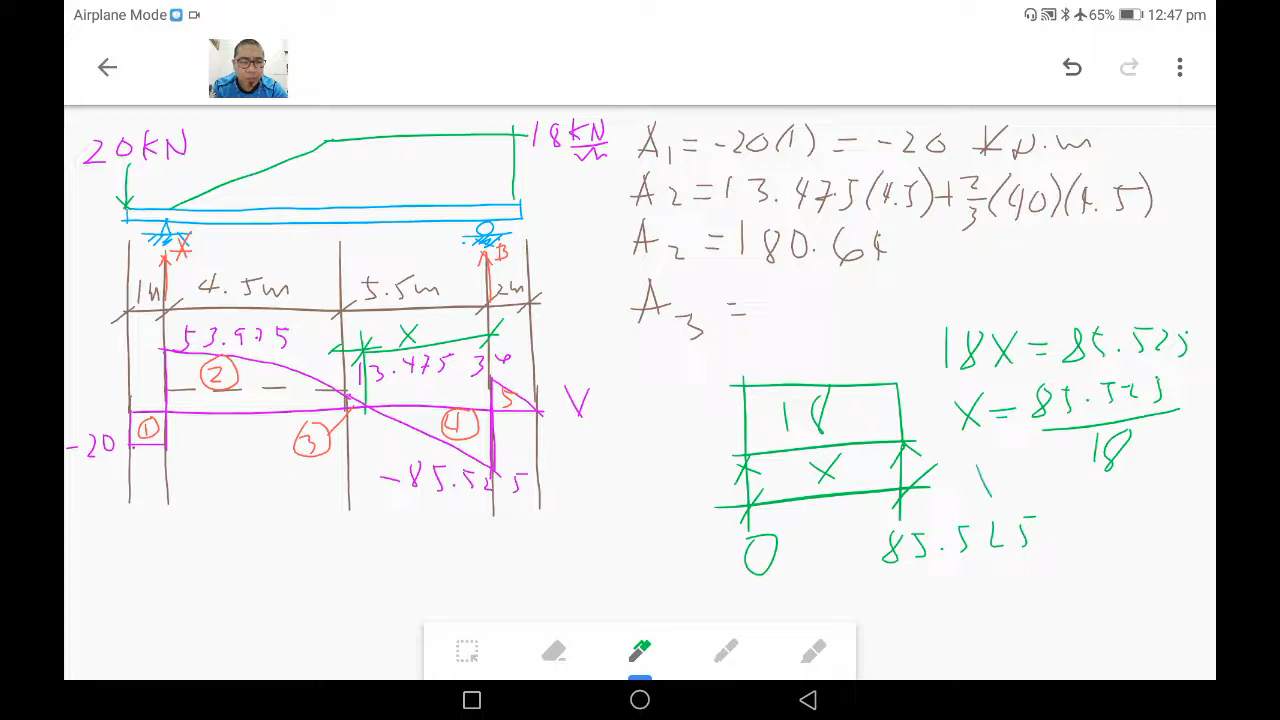 Airplane Mode
65% 12:47 pm
20KN
18 KN/m
A
B
1m 4.5m 5.5m 2m
53.925
X
13.475 36
2
1
3
4
5
V
-20
-85.525
A1 = -20(1) = -20 KN.m
A2 = 13.475(4.5)+2/3(40)(4.5)
A2 = 180.64
A3 =
18X = 85.525
X = 85.525/18
18
X
0
85.525